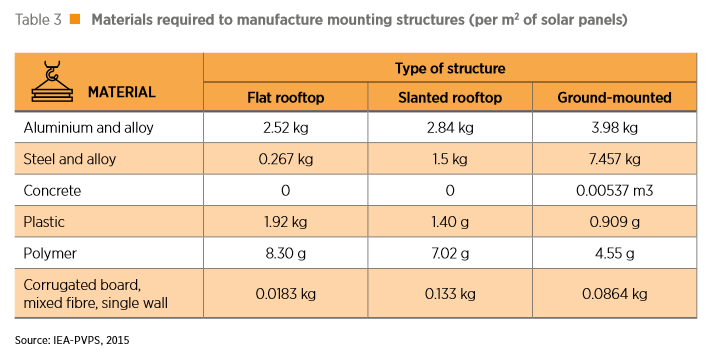 Table 3 ■ Materials required to manufacture mounting structures (per m² of solar panels)
MATERIAL
Type of structure
Flat rooftop Slanted rooftop Ground-mounted
Aluminium and alloy 2.52 kg 2.84 kg 3.98 kg
Steel and alloy 0.267 kg 1.5 kg 7.457 kg
Concrete 0 0 0.00537 m3
Plastic 1.92 kg 1.40 g 0.909 g
Polymer 8.30 g 7.02 g 4.55 g
Corrugated board,
mixed fibre, single wall 0.0183 kg 0.133 kg 0.0864 kg
Source: IEA-PVPS, 2015